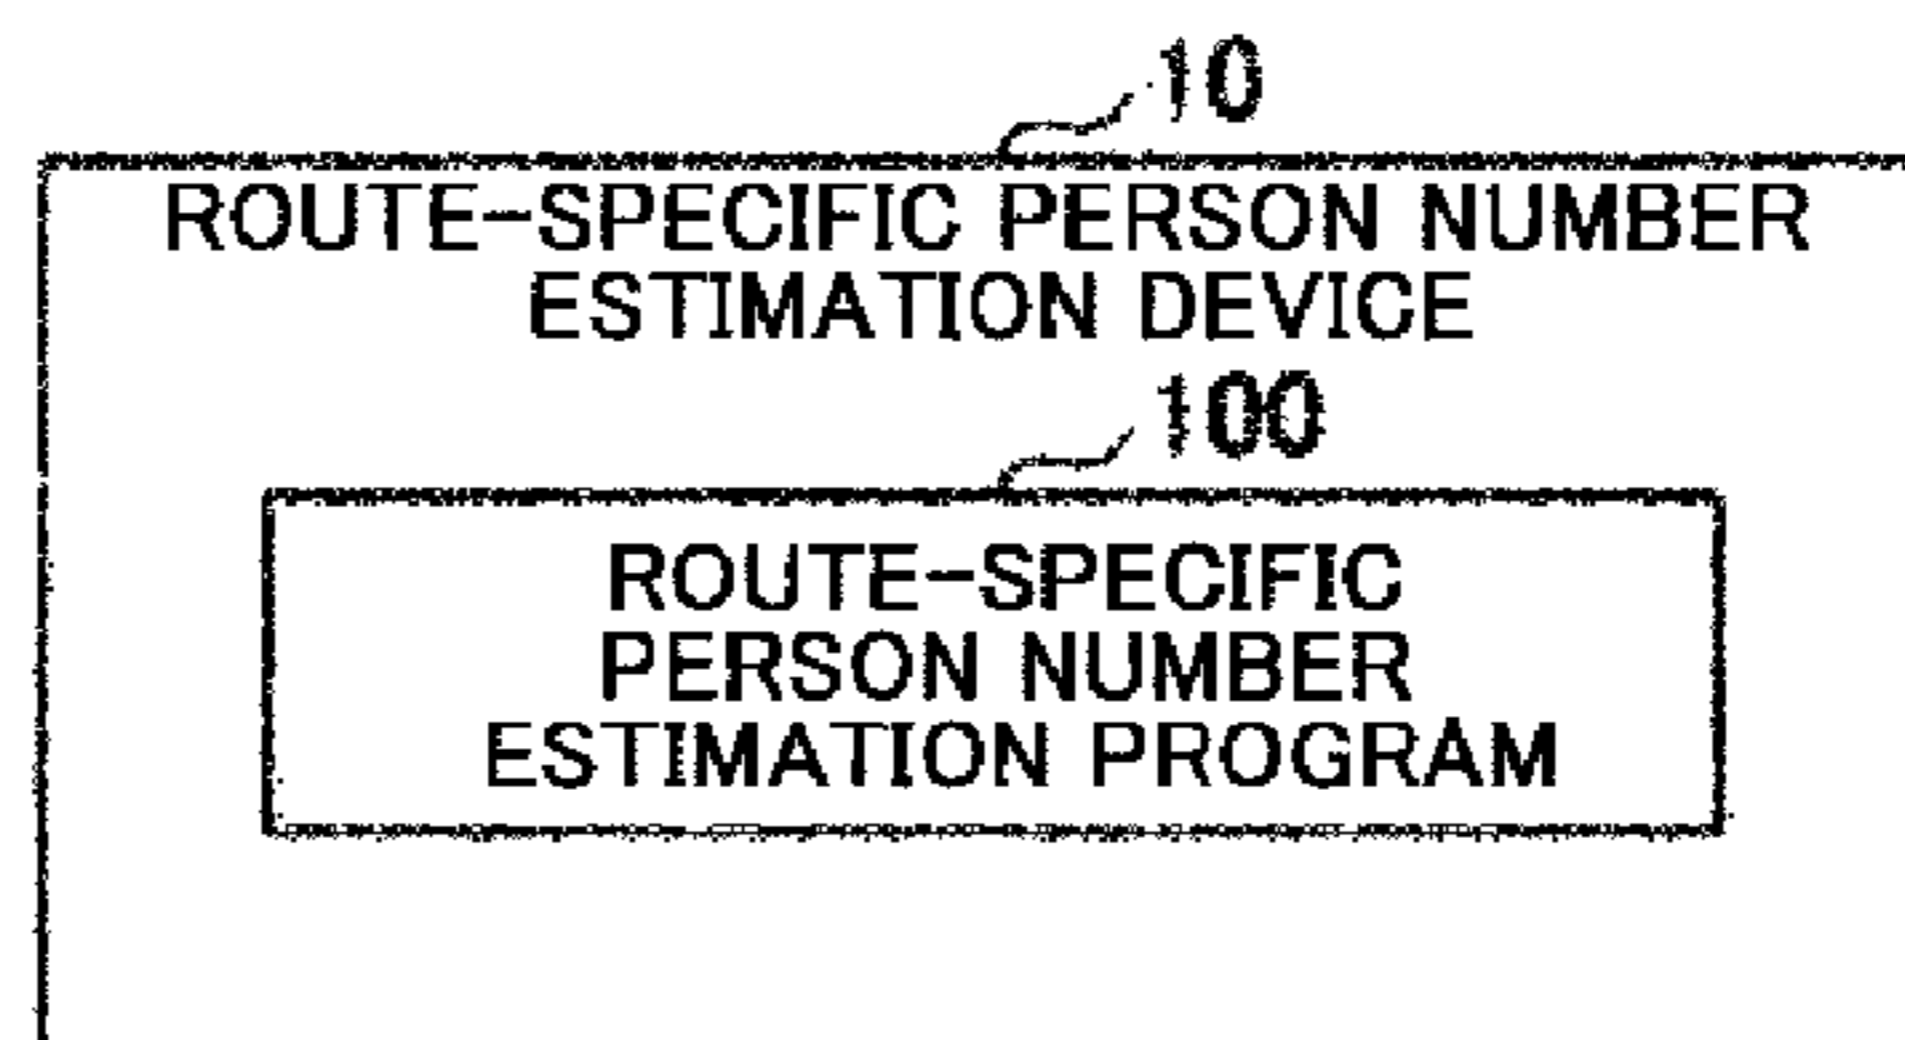 10
ROUTE-SPECIFIC PERSON NUMBER
ESTIMATION DEVICE
100
ROUTE-SPECIFIC
PERSON NUMBER
ESTIMATION PROGRAM